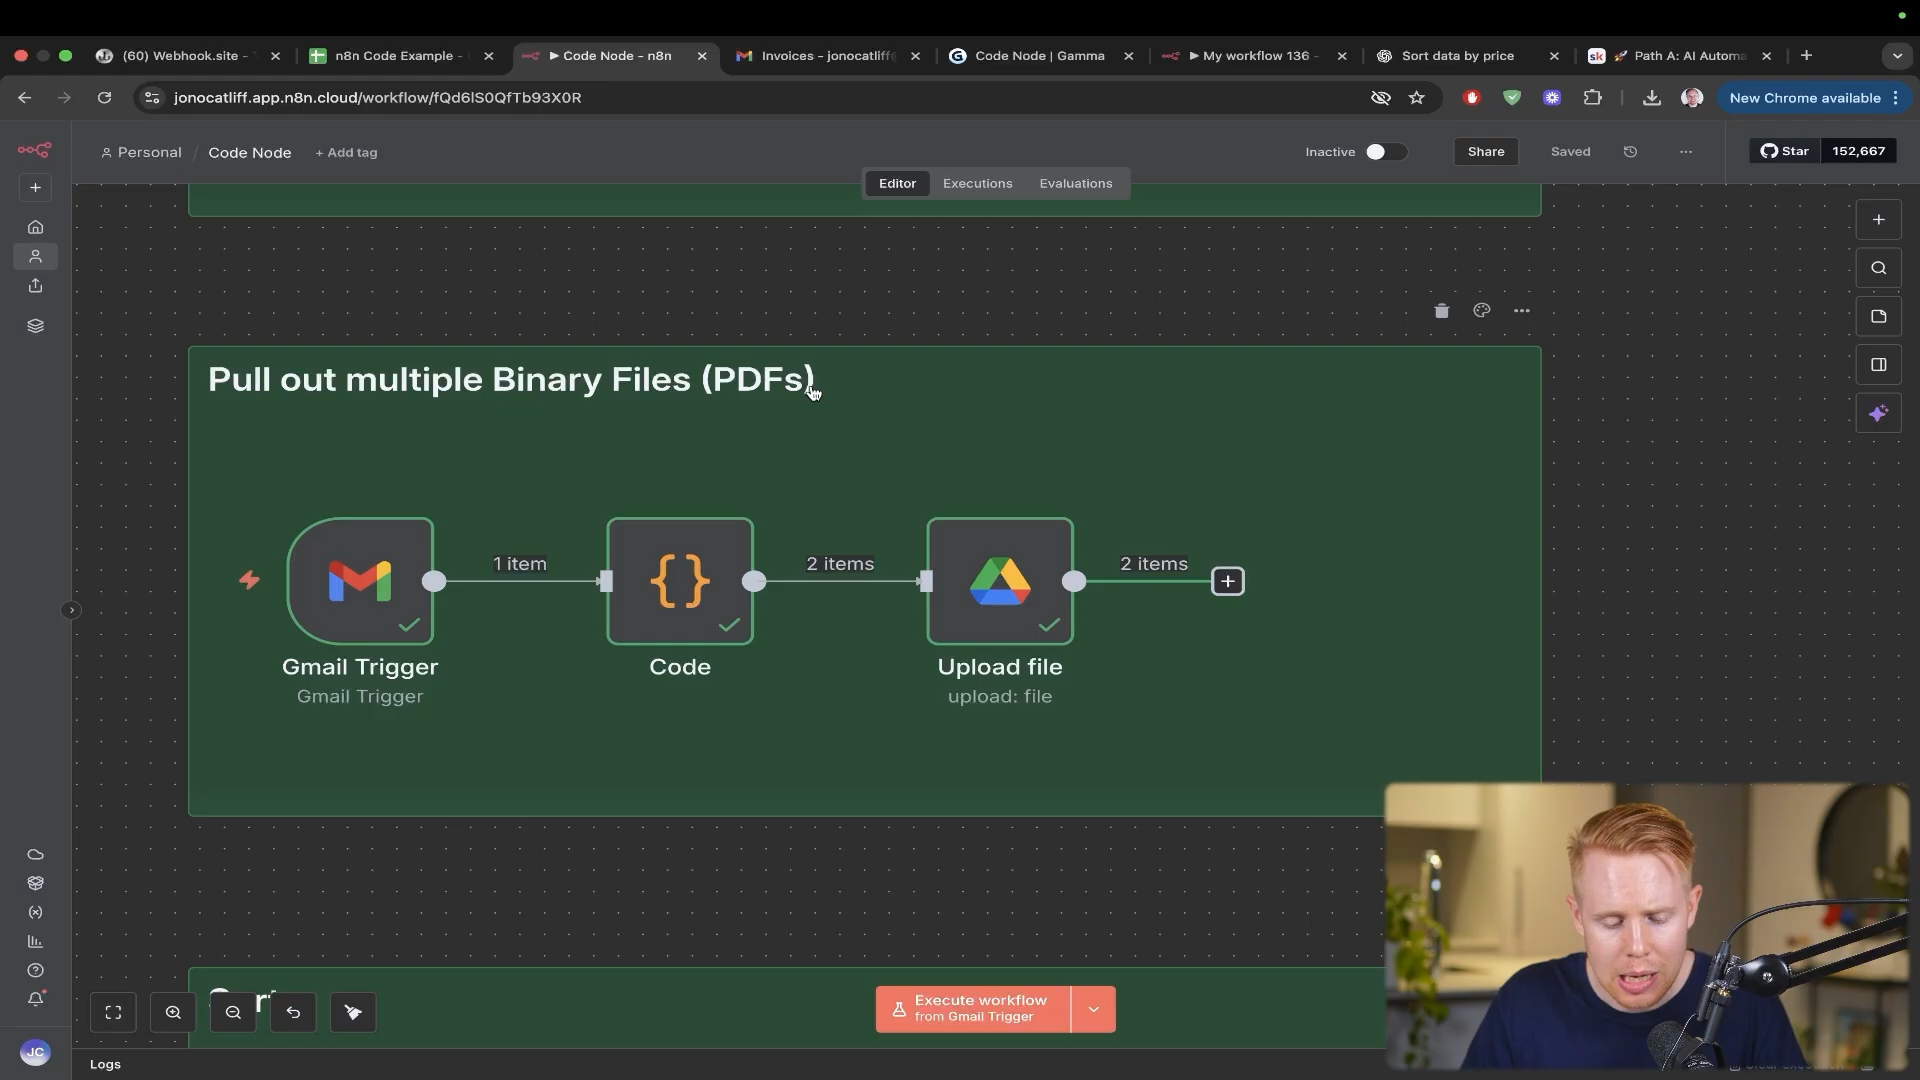 (60) Webhook.site -
n8n Code Example -
► Code Node - n8n
Invoices - jonocatliff
Code Node | Gamma
► My workflow 136 -
Sort data by price
sk
🚀 Path A: AI Automa
jonocatliff.app.n8n.cloud/workflow/fQd6lS0QfTb93X0R
New Chrome available
Personal / Code Node
+ Add tag
Inactive
Share
Saved
Star
152,667
Editor
Executions
Evaluations
Pull out multiple Binary Files (PDFs)
1 item
2 items
2 items
Gmail Trigger
Gmail Trigger
Code
Upload file
upload: file
Execute workflow
from Gmail Trigger
JC
Logs